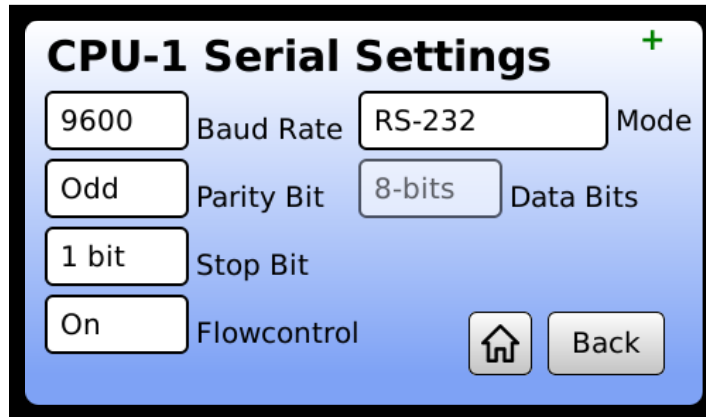 CPU-1 Serial Settings +
9600 Baud Rate RS-232 Mode
Odd Parity Bit 8-bits Data Bits
1 bit Stop Bit
On Flowcontrol
Back